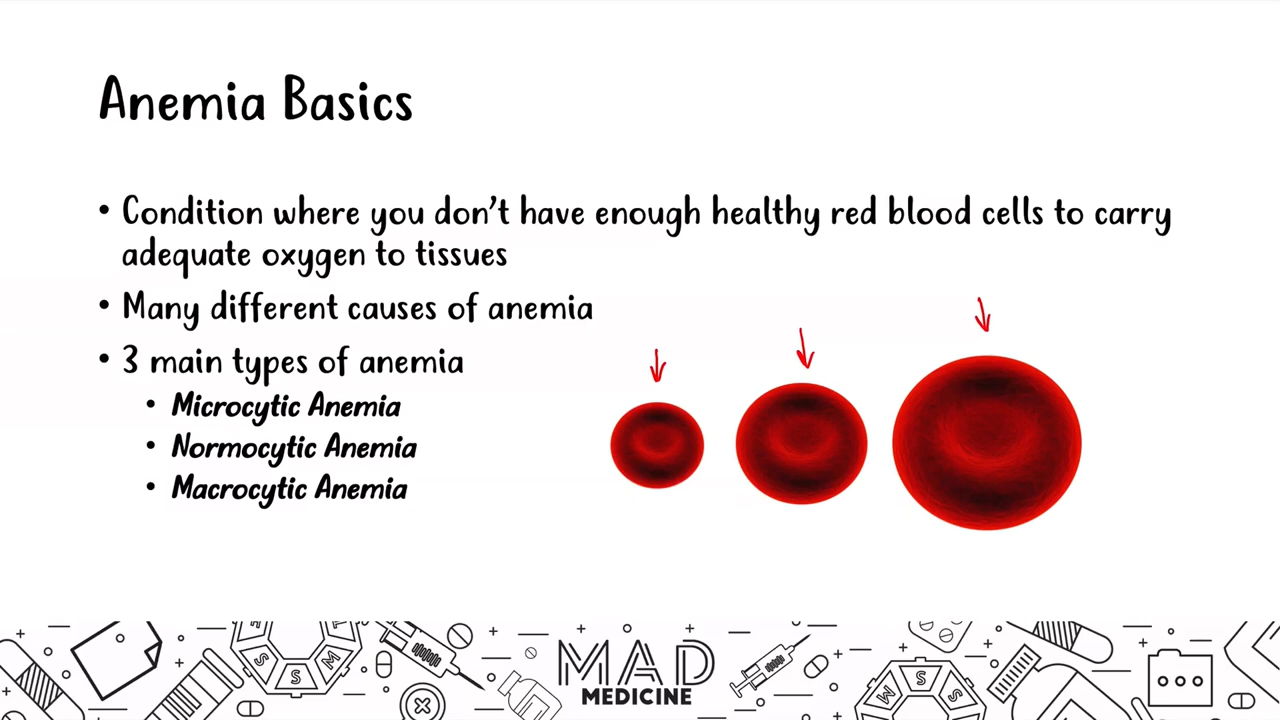 Anemia Basics
• Condition where you don't have enough healthy red blood cells to carry
adequate oxygen to tissues
• Many different causes of anemia
• 3 main types of anemia
• Microcytic Anemia
• Normocytic Anemia
• Macrocytic Anemia
MAD
MEDICINE
S S M
M S S